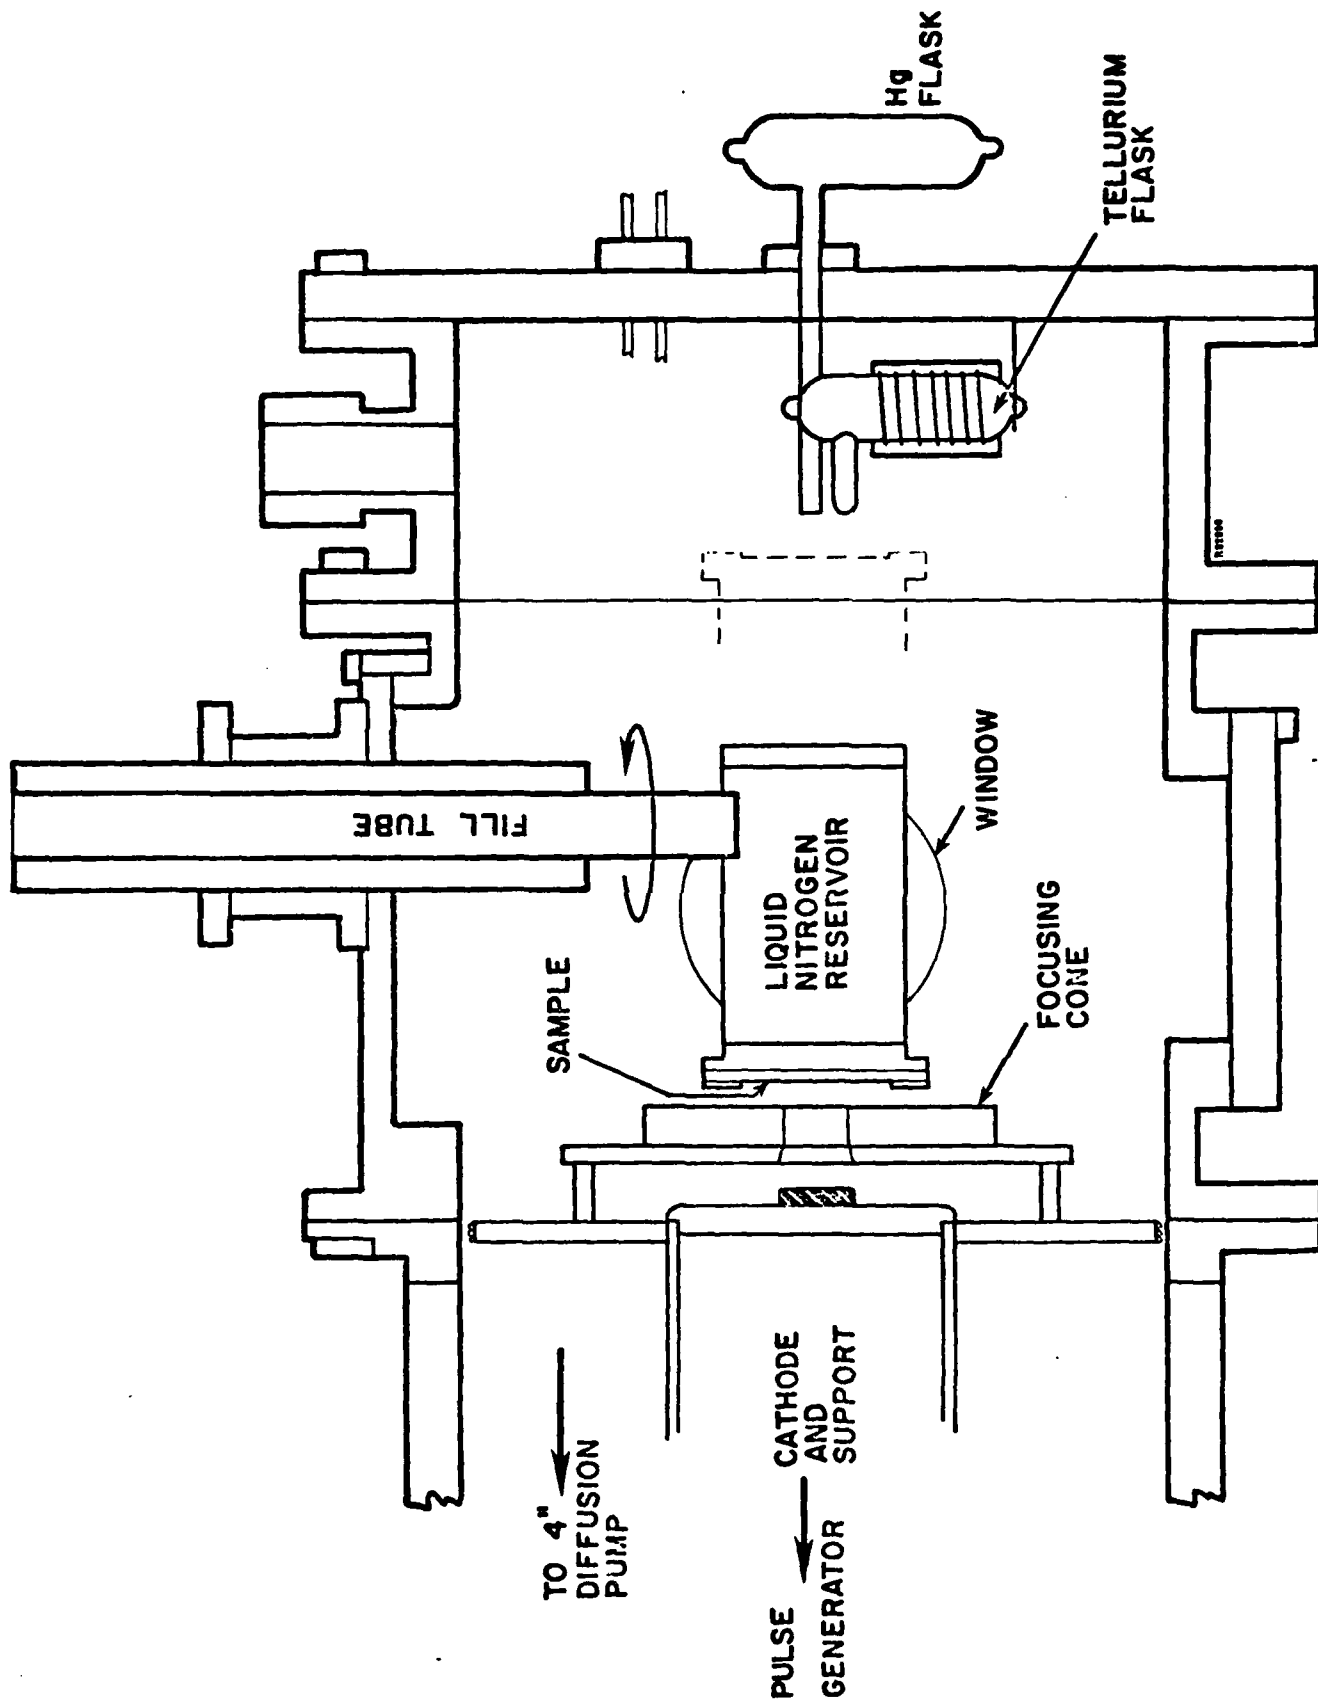 TO 4"
DIFFUSION
PUMP
PULSE
GENERATOR
CATHODE
AND
SUPPORT
SAMPLE
FOCUSING
CONE
LIQUID
NITROGEN
RESERVOIR
WINDOW
FILL TUBE
TELLURIUM
FLASK
Hg
FLASK